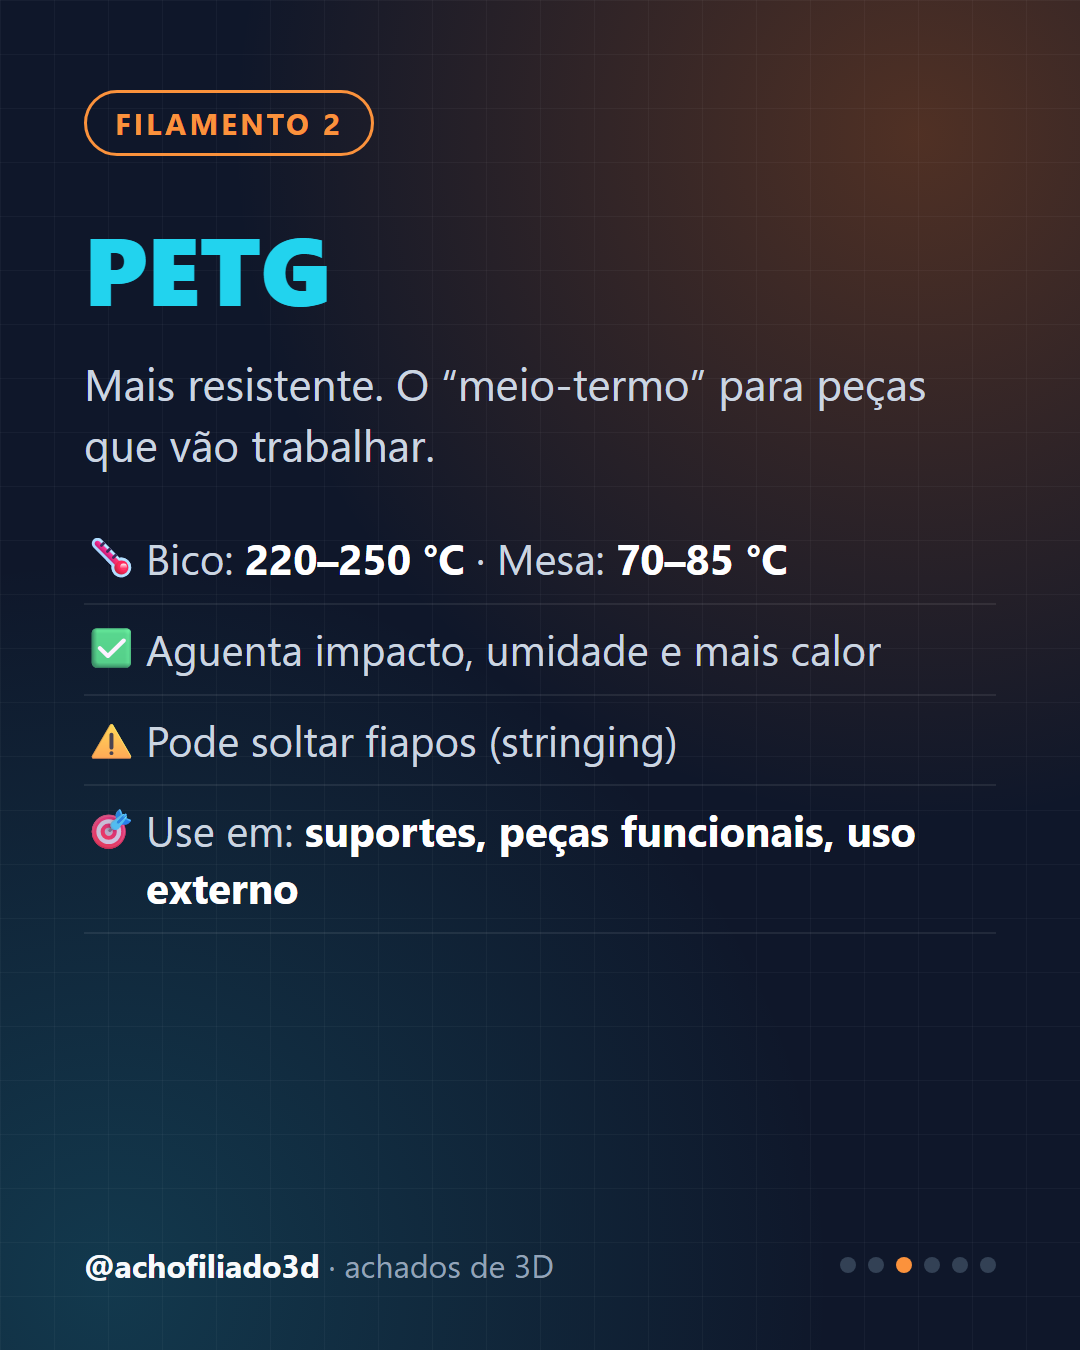 FILAMENTO 2
PETG
Mais resistente. O “meio-termo” para peças
que vão trabalhar.
Bico: 220–250 °C · Mesa: 70–85 °C
Aguenta impacto, umidade e mais calor
Pode soltar fiapos (stringing)
Use em: suportes, peças funcionais, uso
externo
@achofiliado3d · achados de 3D